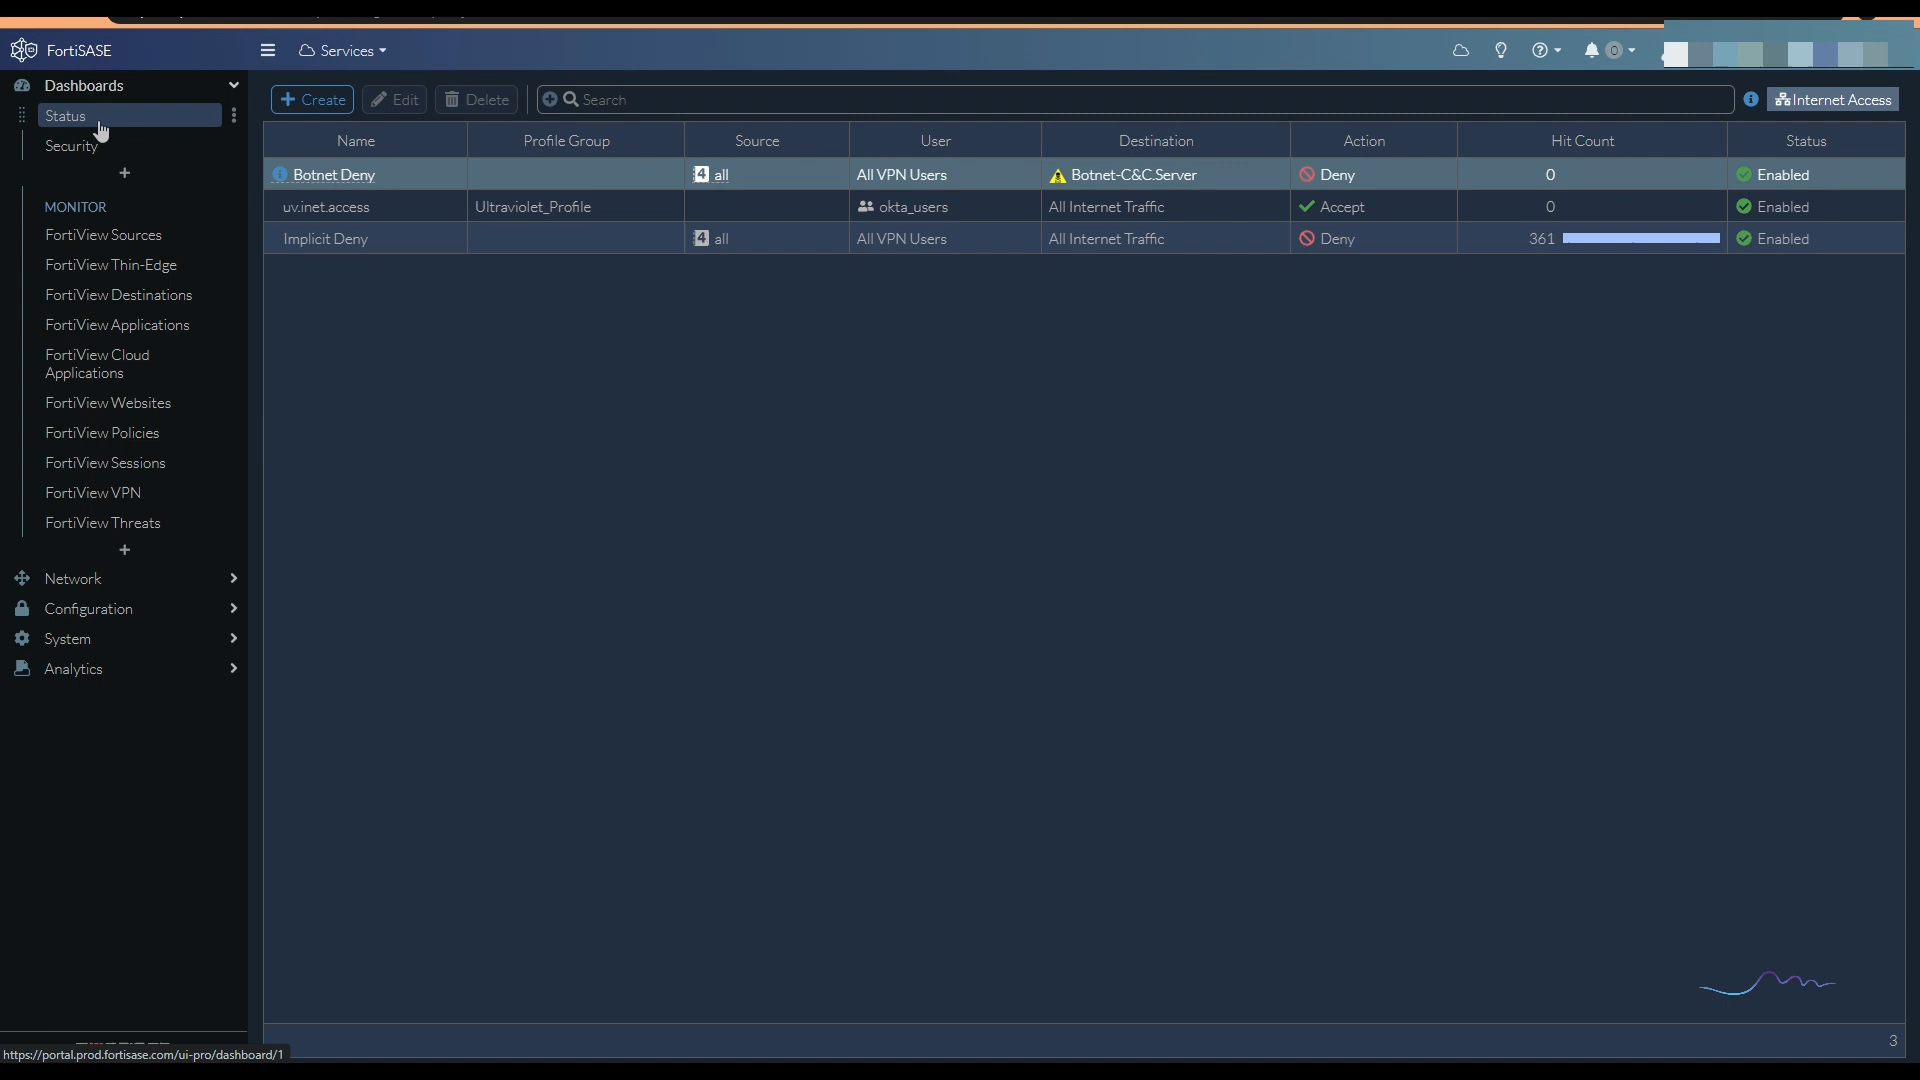 FortiSASE
Services
0
Dashboards
Status
Security
+
MONITOR
FortiView Sources
FortiView Thin-Edge
FortiView Destinations
FortiView Applications
FortiView Cloud
Applications
FortiView Websites
FortiView Policies
FortiView Sessions
FortiView VPN
FortiView Threats
+
Network
Configuration
System
Analytics
+ Create Edit Delete Search Internet Access
Name Profile Group Source User Destination Action Hit Count Status
Botnet Deny 4 all All VPN Users Botnet-C&C.Server Deny 0 Enabled
uv.inet.access Ultraviolet_Profile okta_users All Internet Traffic Accept 0 Enabled
Implicit Deny 4 all All VPN Users All Internet Traffic Deny 361 Enabled
3
https://portal.prod.fortisase.com/ui-pro/dashboard/1